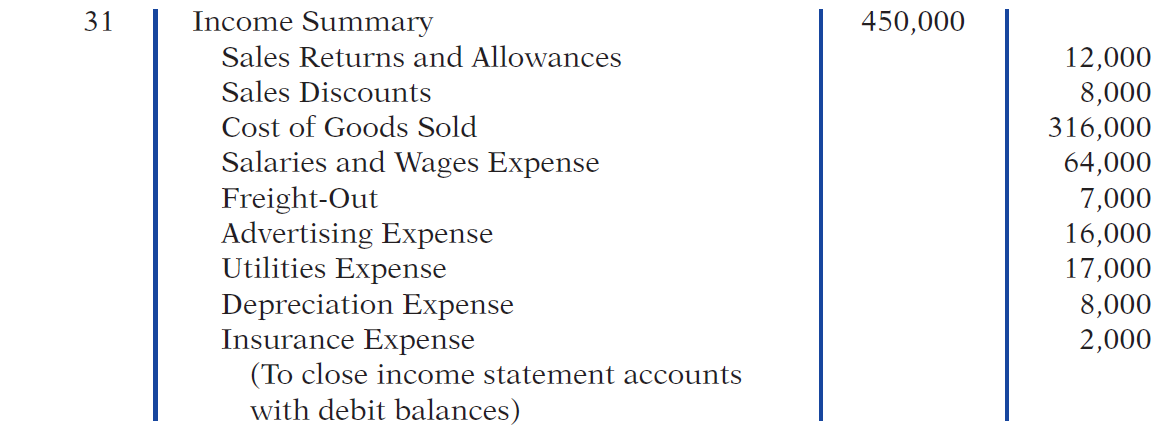 31 Income Summary 450,000
Sales Returns and Allowances 12,000
Sales Discounts 8,000
Cost of Goods Sold 316,000
Salaries and Wages Expense 64,000
Freight-Out 7,000
Advertising Expense 16,000
Utilities Expense 17,000
Depreciation Expense 8,000
Insurance Expense 2,000
(To close income statement accounts
with debit balances)